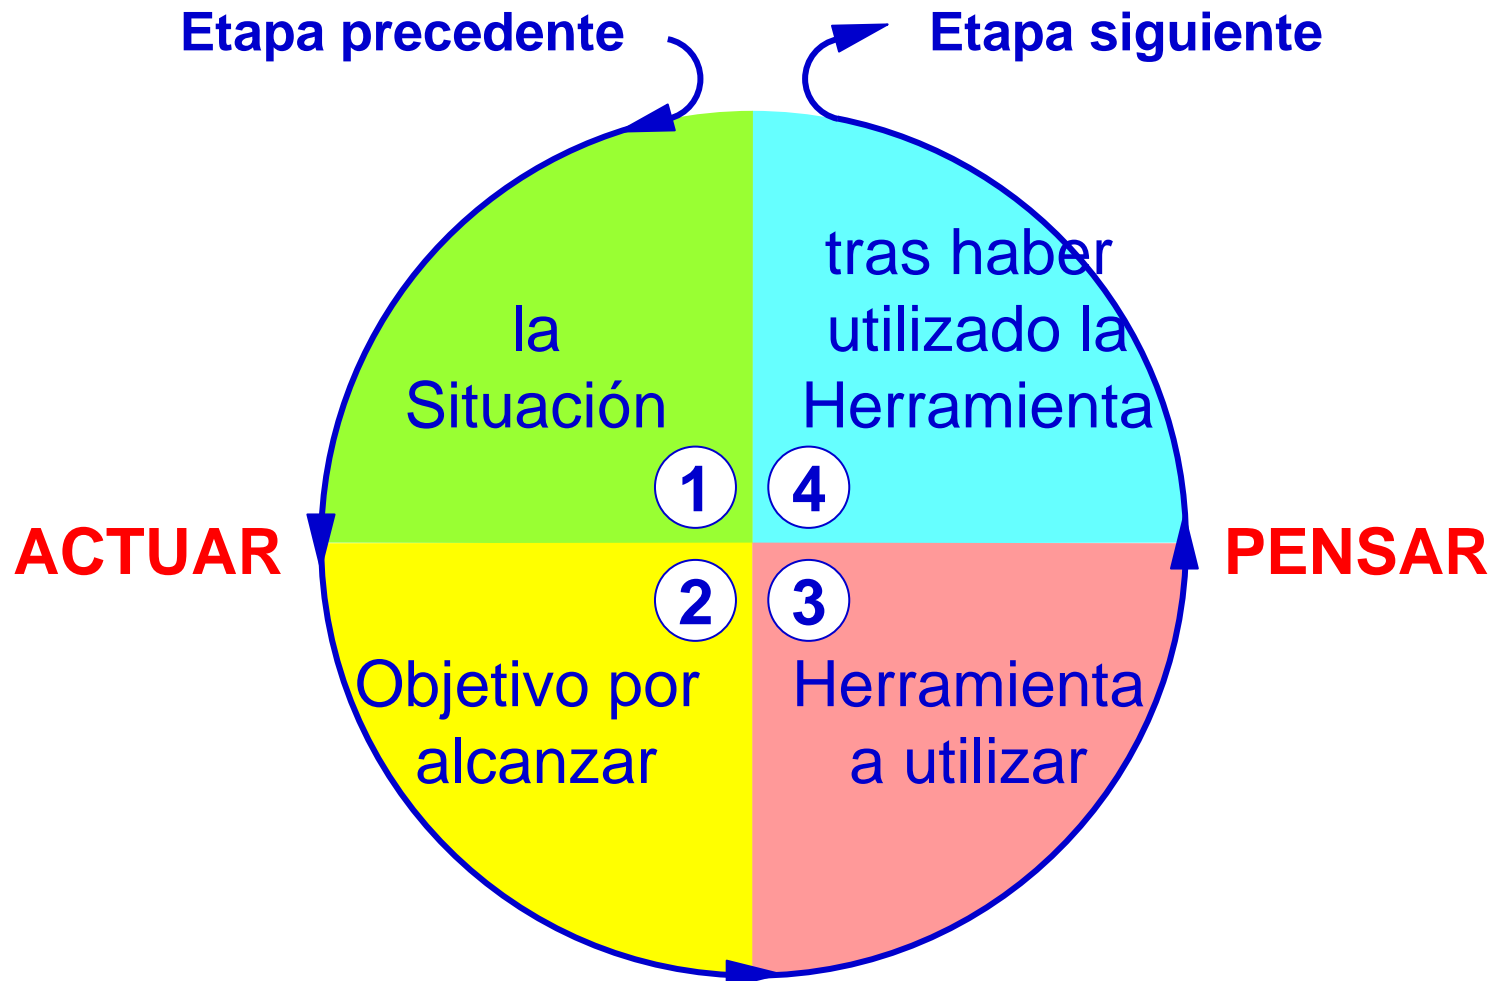 Etapa precedente
Etapa siguiente
la
Situación
tras haber
utilizado la
Herramienta
1
4
ACTUAR
PENSAR
2
3
Objetivo por
alcanzar
Herramienta
a utilizar